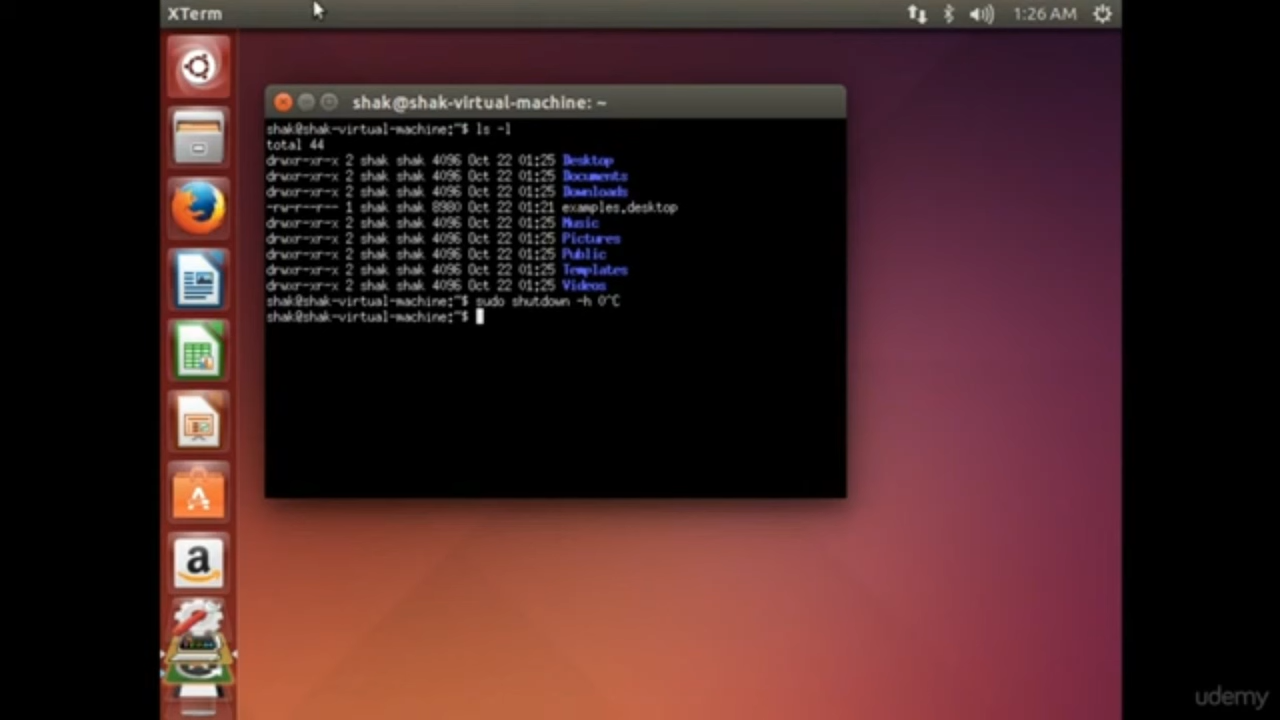 XTerm
1:26 AM
shak@shak-virtual-machine: ~
shak@shak-virtual-machine:~$ ls -l
total 44
drwxr-xr-x 2 shak shak 4096 Oct 22 01:25 Desktop
drwxr-xr-x 2 shak shak 4096 Oct 22 01:25 Documents
drwxr-xr-x 2 shak shak 4096 Oct 22 01:25 Downloads
-rw-r--r-- 1 shak shak 8980 Oct 22 01:21 examples.desktop
drwxr-xr-x 2 shak shak 4096 Oct 22 01:25 Music
drwxr-xr-x 2 shak shak 4096 Oct 22 01:25 Pictures
drwxr-xr-x 2 shak shak 4096 Oct 22 01:25 Public
drwxr-xr-x 2 shak shak 4096 Oct 22 01:25 Templates
drwxr-xr-x 2 shak shak 4096 Oct 22 01:25 Videos
shak@shak-virtual-machine:~$ sudo shutdown -h 0^C
shak@shak-virtual-machine:~$
a
udemy